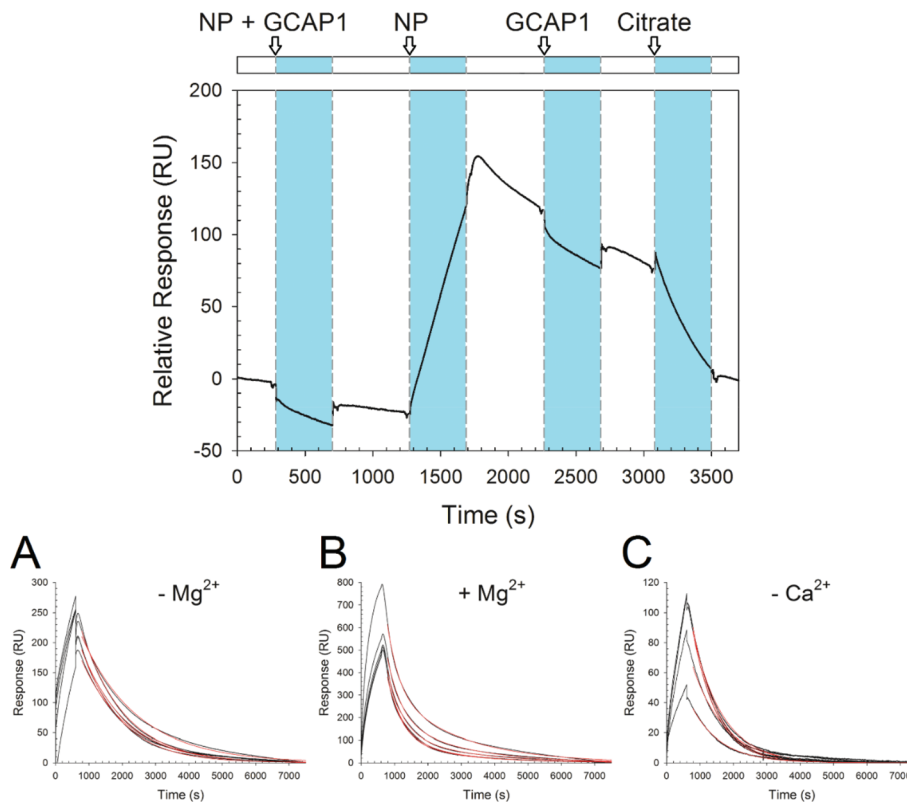 NP + GCAP1 NP GCAP1 Citrate
Relative Response (RU)
200
150
100
50
0
-50
0 500 1000 1500 2000 2500 3000 3500
Time (s)
A B C
- Mg²⁺ + Mg²⁺ - Ca²⁺
Response (RU)
300
250
200
150
100
50
0
0 1000 2000 3000 4000 5000 6000 7000
Time (s)
Response (RU)
800
700
600
500
400
300
200
100
0
0 1000 2000 3000 4000 5000 6000 7000
Time (s)
Response (RU)
120
100
80
60
40
20
0
0 1000 2000 3000 4000 5000 6000 7000
Time (s)